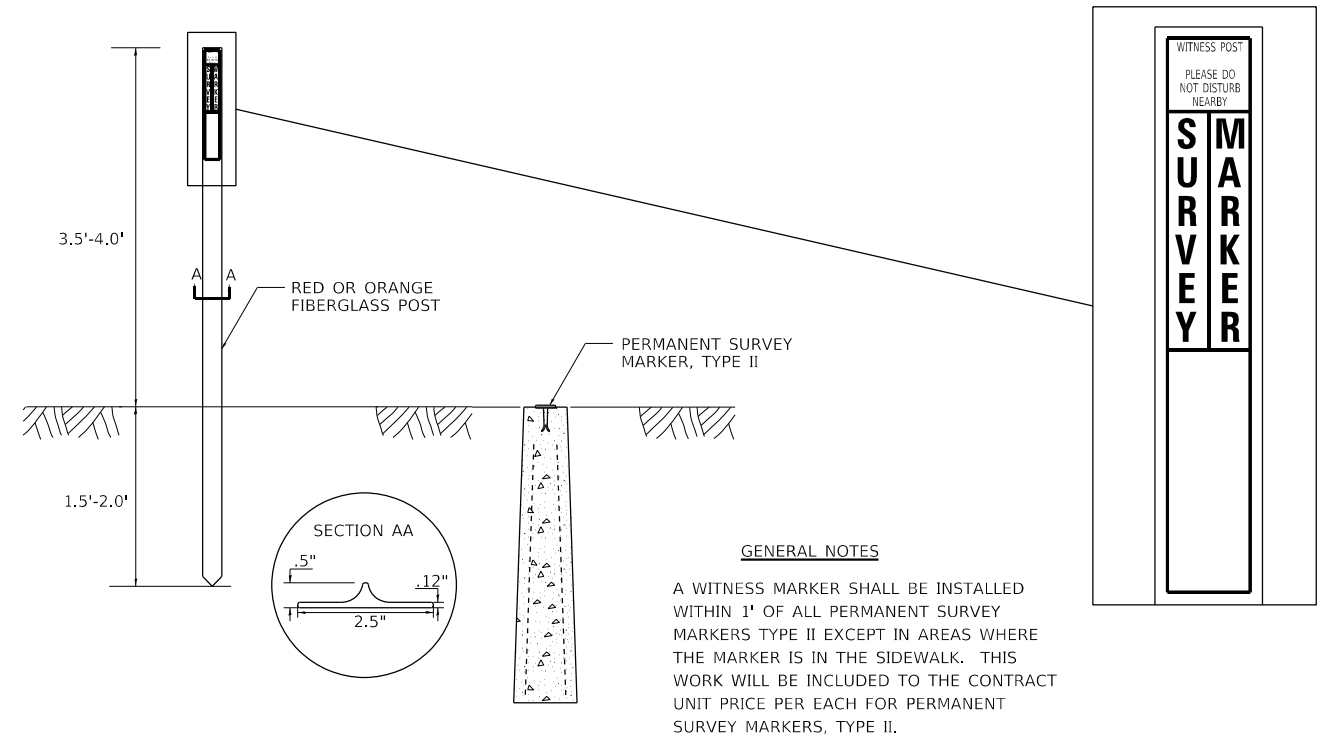 WITNESS POST
PLEASE DO
NOT DISTURB
NEARBY
SURVEY
MARKER
3.5'-4.0'
A A
RED OR ORANGE
FIBERGLASS POST
PERMANENT SURVEY
MARKER, TYPE II
1.5'-2.0'
SECTION AA
.5"
.12"
2.5"
GENERAL NOTES
A WITNESS MARKER SHALL BE INSTALLED
WITHIN 1' OF ALL PERMANENT SURVEY
MARKERS TYPE II EXCEPT IN AREAS WHERE
THE MARKER IS IN THE SIDEWALK. THIS
WORK WILL BE INCLUDED TO THE CONTRACT
UNIT PRICE PER EACH FOR PERMANENT
SURVEY MARKERS, TYPE II.